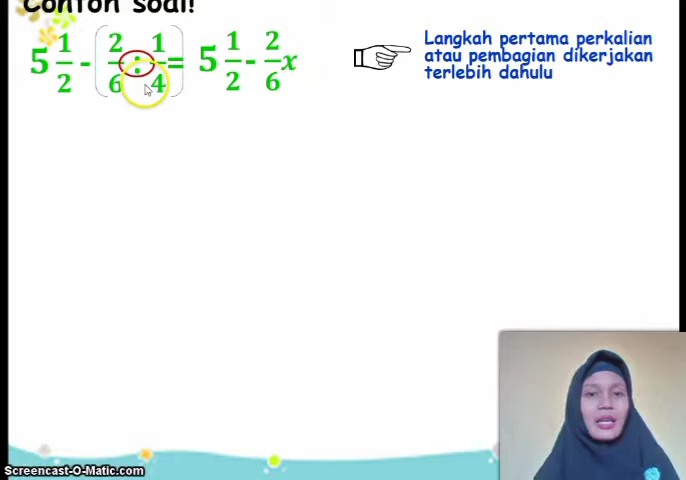 Contoh soal!
5 1/2 - ( 2/6 : 1/4 ) = 5 1/2 - 2/6 x
Langkah pertama perkalian
atau pembagian dikerjakan
terlebih dahulu
Screencast-O-Matic.com